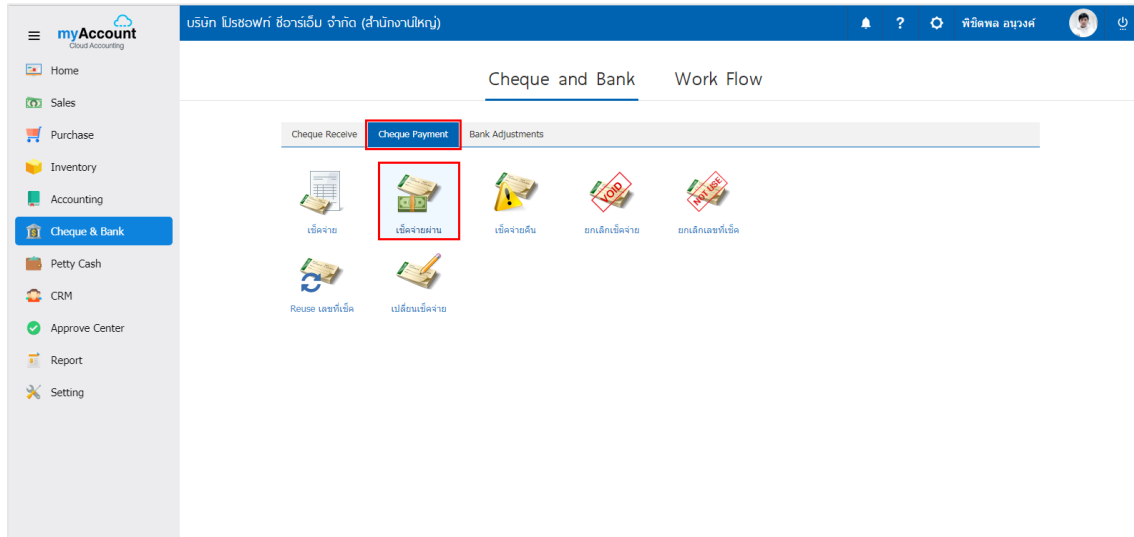 myAccount
Cloud Accounting
บริษัท โปรซอฟท์ ซีอาร์เอ็ม จำกัด (สำนักงานใหญ่)
?
พิชิตพล อนุวงศ์
Home
Sales
Purchase
Inventory
Accounting
Cheque & Bank
Petty Cash
CRM
Approve Center
Report
Setting
Cheque and Bank Work Flow
Cheque Receive Cheque Payment Bank Adjustments
VOID
NOT USE
เช็คจ่าย เช็คจ่ายผ่าน เช็คจ่ายคืน ยกเลิกเช็คจ่าย ยกเลิกเลขที่เช็ค
Reuse เลขที่เช็ค เปลี่ยนเช็คจ่าย